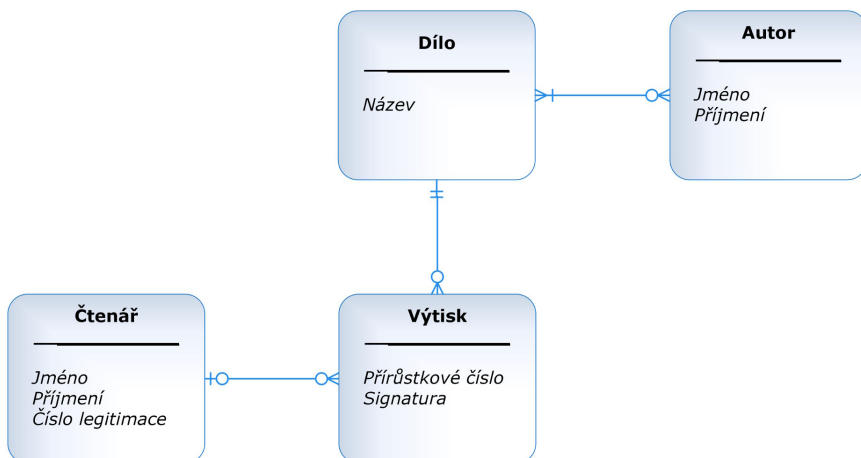 Dílo
Název
Autor
Jméno
Příjmení
Čtenář
Jméno
Příjmení
Číslo legitimace
Výtisk
Přírůstkové číslo
Signatura